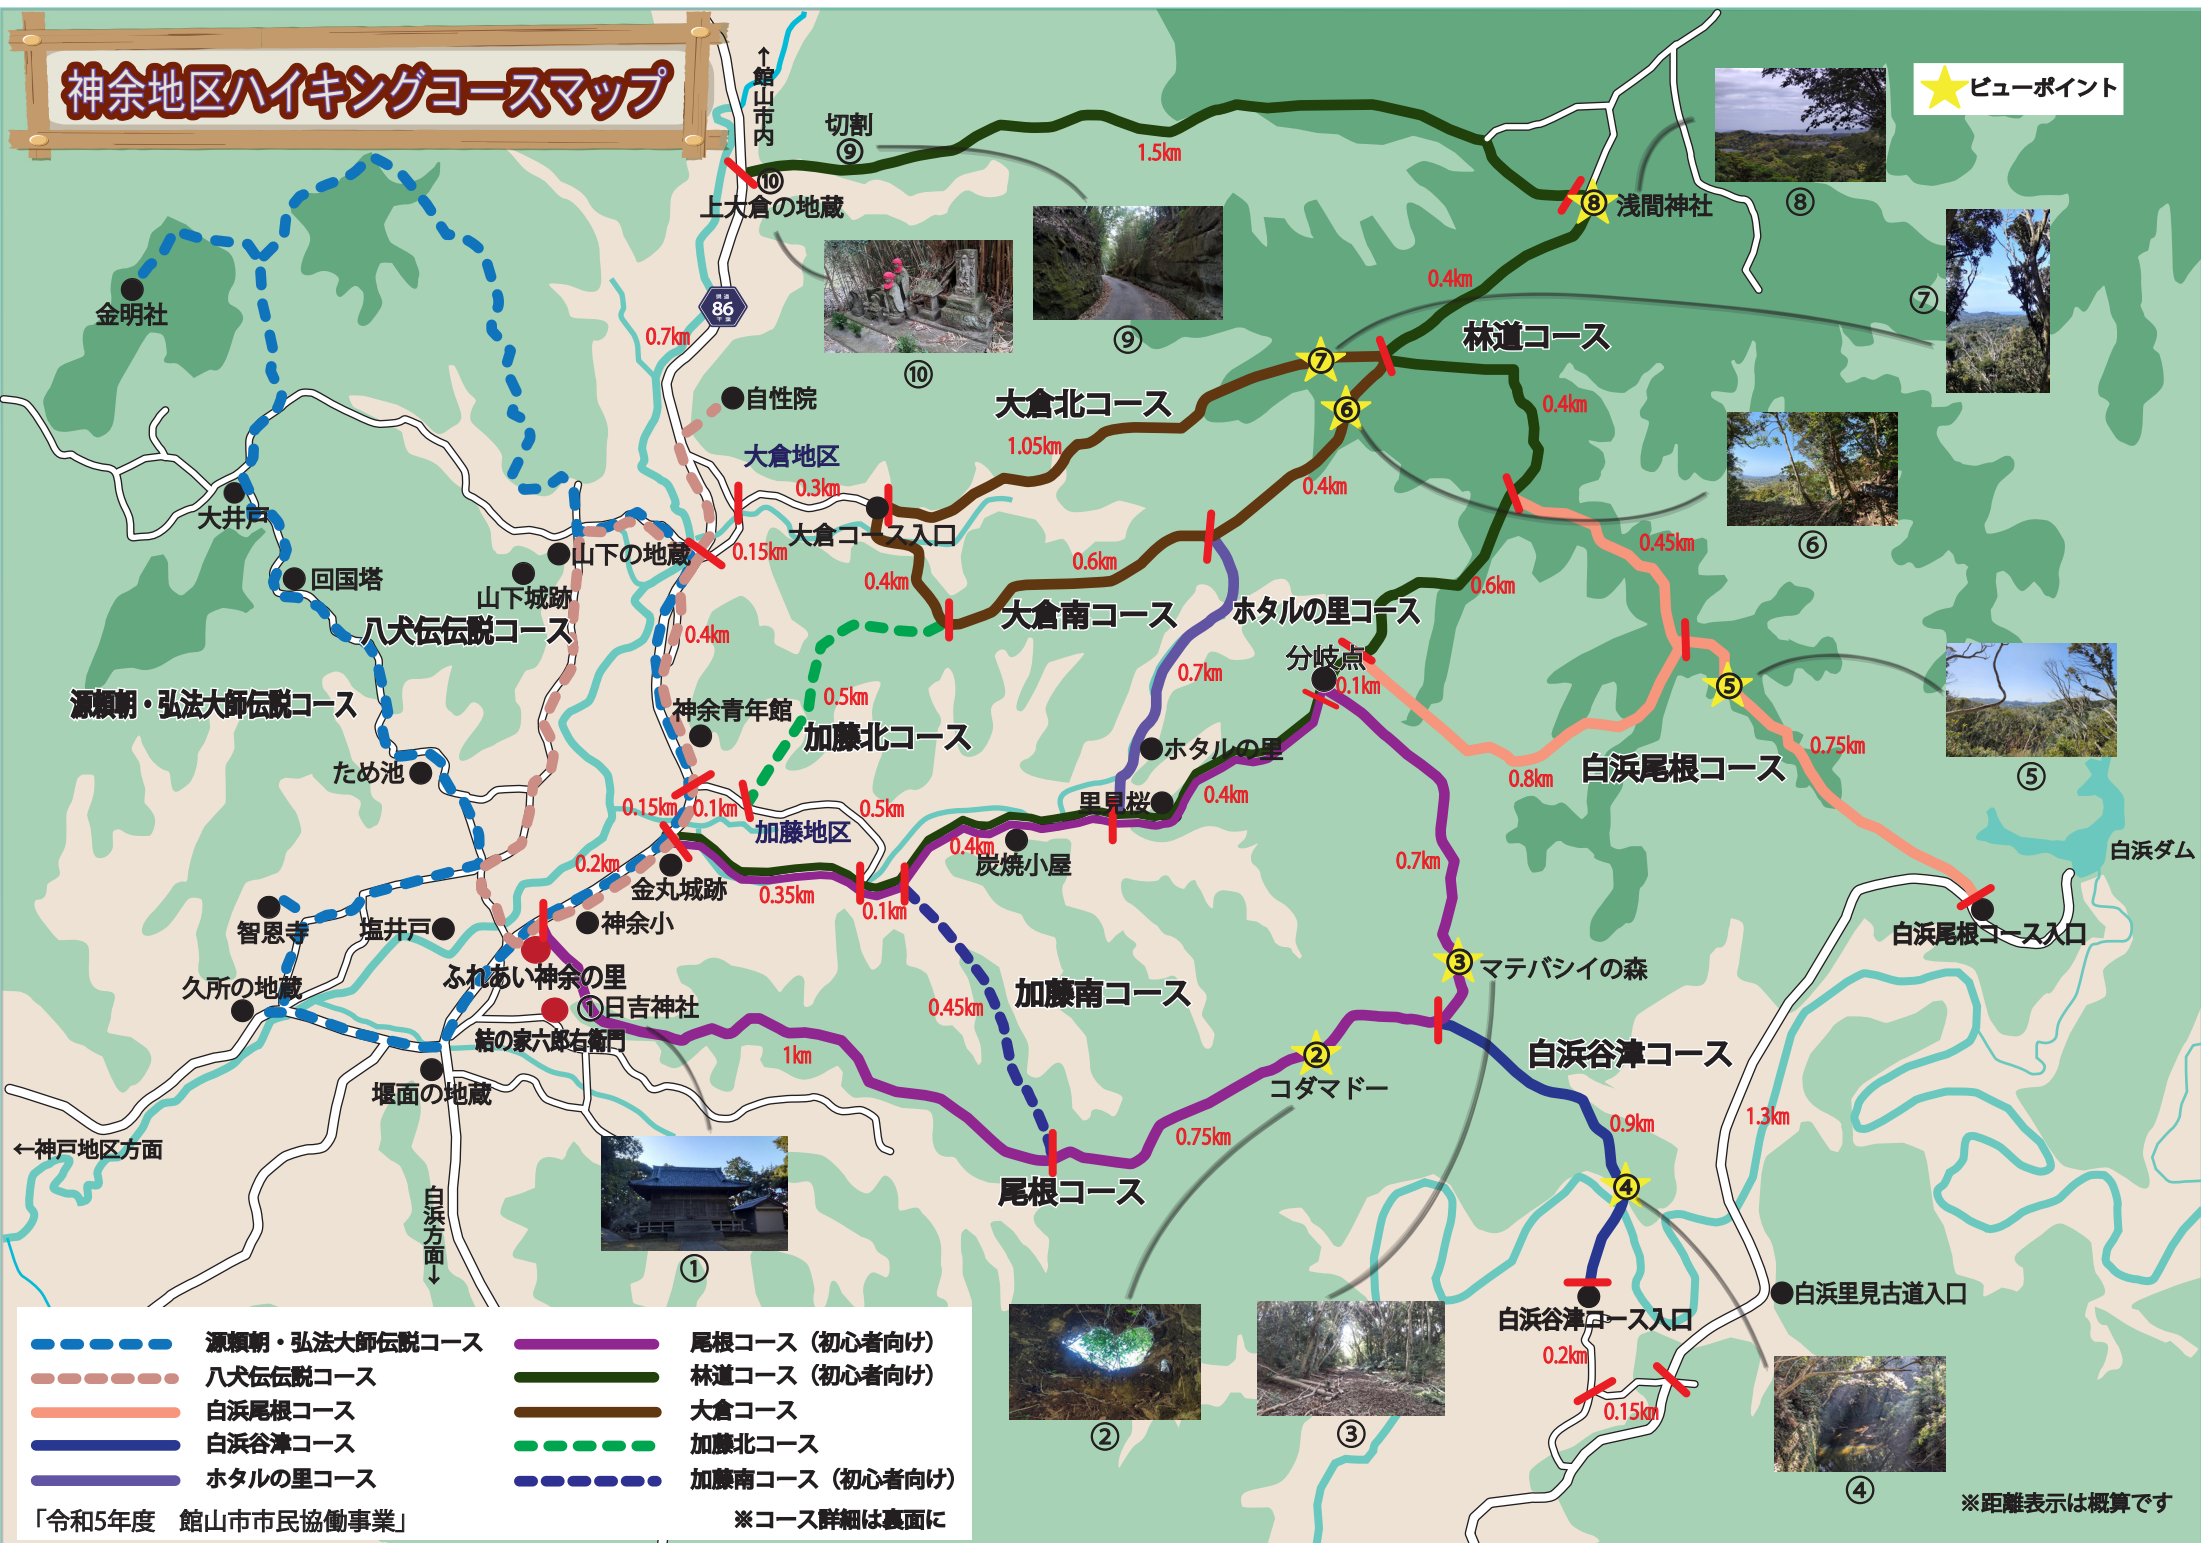 神余地区ハイキングコースマップ
↑館山市内
ビューポイント
切割
⑨
1.5km
⑩
上大倉の地蔵
⑧
浅間神社
⑧
金明社
県道
86
千葉
0.7km
⑩
⑨
0.4km
⑦
林道コース
⑦
⑥
自性院
大倉北コース
0.4km
大倉地区
1.05km
0.3km
0.4km
大井戸
大倉コース入口
山下の地蔵
0.15km
0.6km
0.45km
⑥
回国塔
山下城跡
0.4km
0.6km
八犬伝伝説コース
0.4km
大倉南コース
ホタルの里コース
分岐点
0.1km
0.7km
0.5km
⑤
源頼朝・弘法大師伝説コース
神余青年館
加藤北コース
ホタルの里
0.75km
白浜尾根コース
0.8km
⑤
ため池
里見桜
0.4km
0.15km
0.1km
0.5km
加藤地区
0.4km
炭焼小屋
白浜ダム
0.2km
金丸城跡
0.35km
0.1km
0.7km
智恩寺
塩井戸
神余小
白浜尾根コース入口
ふれあい神余の里
③
マテバシイの森
久所の地蔵
①日吉神社
0.45km
加藤南コース
結の家六郎右衛門
1km
②
コダマドー
白浜谷津コース
堰面の地蔵
0.9km
1.3km
0.75km
←神戸地区方面
尾根コース
④
白浜方面→
①
白浜里見古道入口
白浜谷津コース入口
0.2km
0.15km
②
③
④
源頼朝・弘法大師伝説コース
八犬伝伝説コース
白浜尾根コース
白浜谷津コース
ホタルの里コース
尾根コース（初心者向け）
林道コース（初心者向け）
大倉コース
加藤北コース
加藤南コース（初心者向け）
「令和5年度　館山市市民協働事業」
※コース詳細は裏面に
※距離表示は概算です